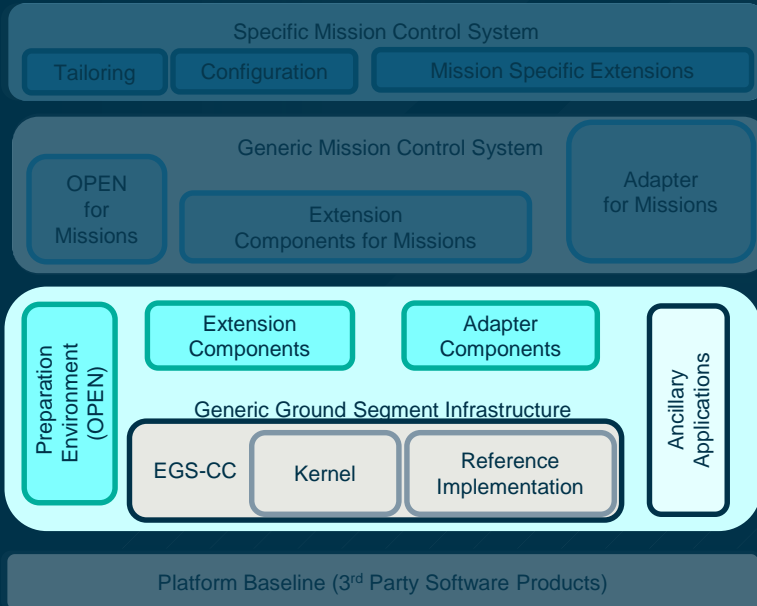 Specific Mission Control System
Tailoring
Configuration
Mission Specific Extensions
Generic Mission Control System
OPEN
for
Missions
Extension
Components for Missions
Adapter
for Missions
Preparation
Environment
(OPEN)
Extension
Components
Adapter
Components
Ancillary
Applications
Generic Ground Segment Infrastructure
EGS-CC
Kernel
Reference
Implementation
Platform Baseline (3rd Party Software Products)